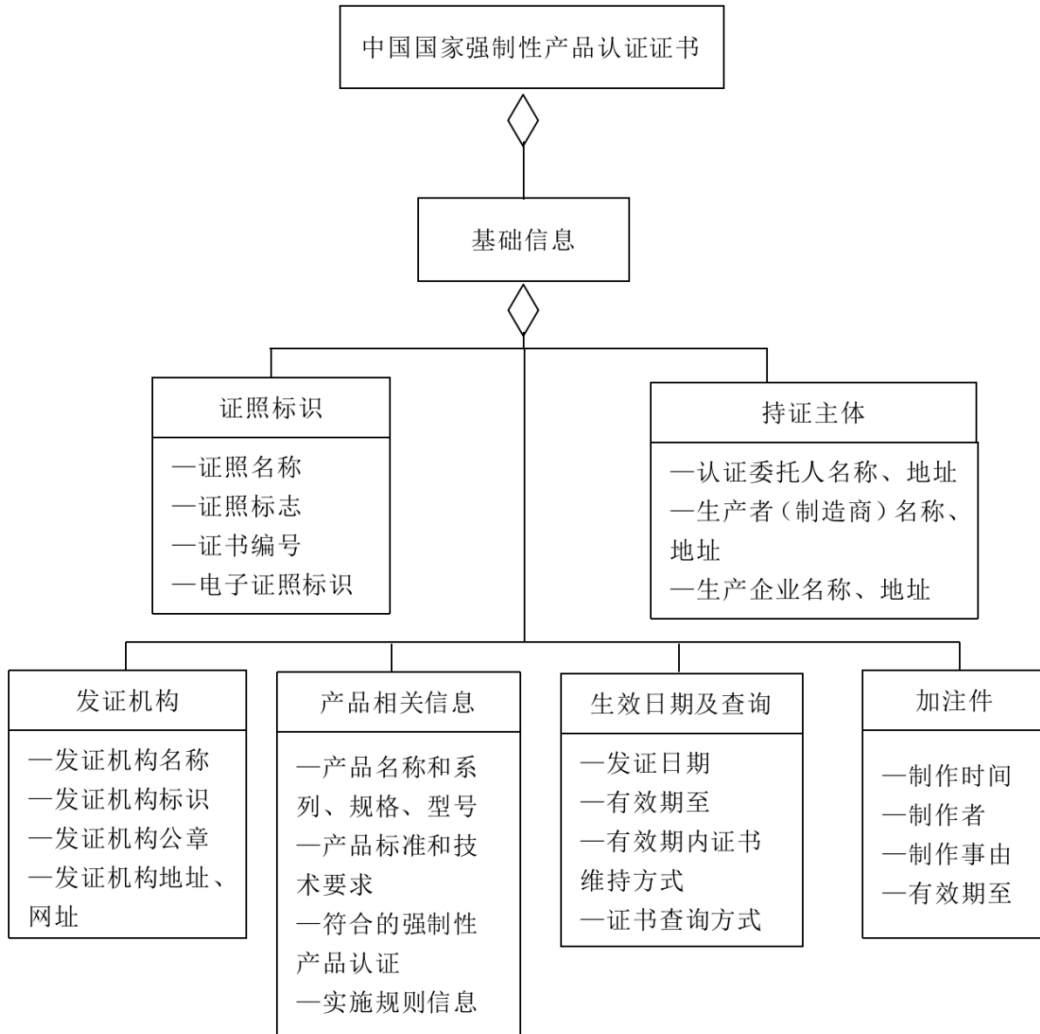 中国国家强制性产品认证证书
基础信息
证照标识
—证照名称
—证照标志
—证书编号
—电子证照标识
持证主体
—认证委托人名称、地址
—生产者（制造商）名称、
地址
—生产企业名称、地址
发证机构
—发证机构名称
—发证机构标识
—发证机构公章
—发证机构地址、
网址
产品相关信息
—产品名称和系
列、规格、型号
—产品标准和技
术要求
—符合的强制性
产品认证
—实施规则信息
生效日期及查询
—发证日期
—有效期至
—有效期内证书
维持方式
—证书查询方式
加注件
—制作时间
—制作者
—制作事由
—有效期至